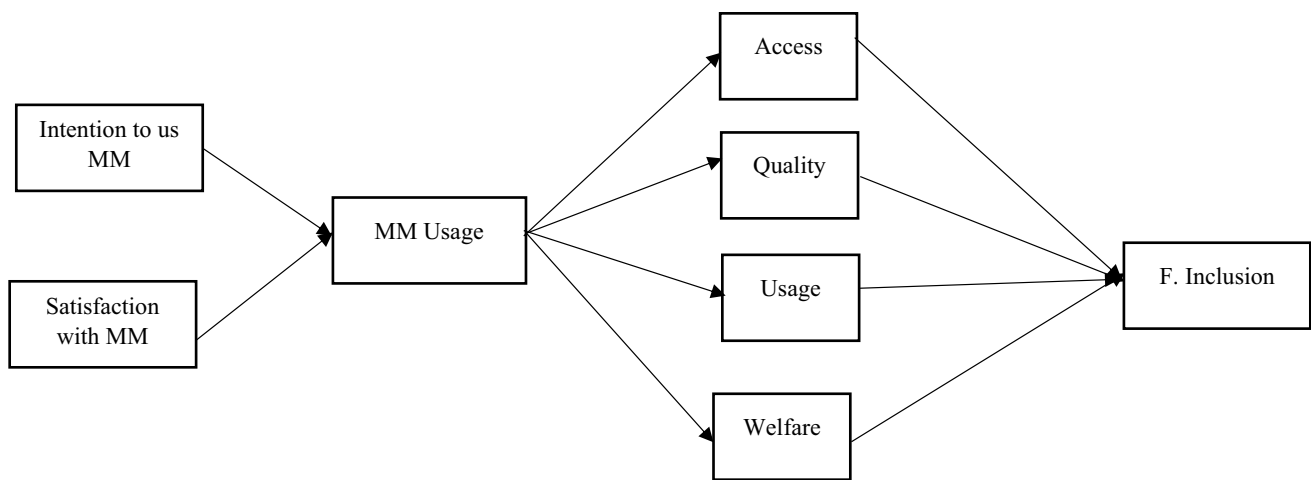 Intention to us
MM
Satisfaction
with MM
MM Usage
Access
Quality
Usage
Welfare
F. Inclusion